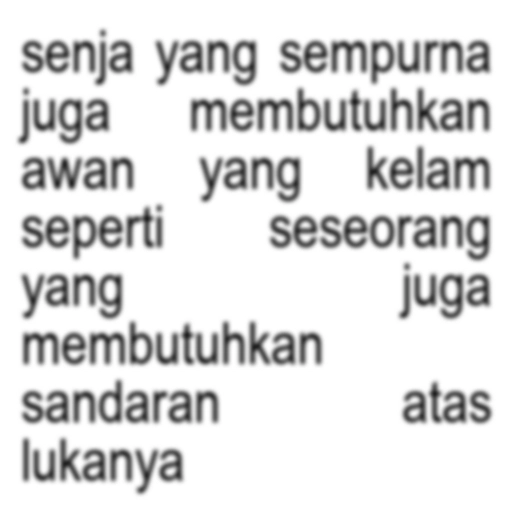 senja yang sempurna
juga membutuhkan
awan yang kelam
seperti seseorang
yang juga
membutuhkan
sandaran atas
lukanya